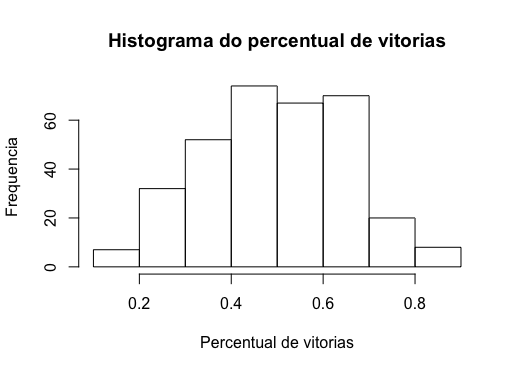 Histograma do percentual de vitorias
Frequencia
60
40
20
0
0.2 0.4 0.6 0.8
Percentual de vitorias